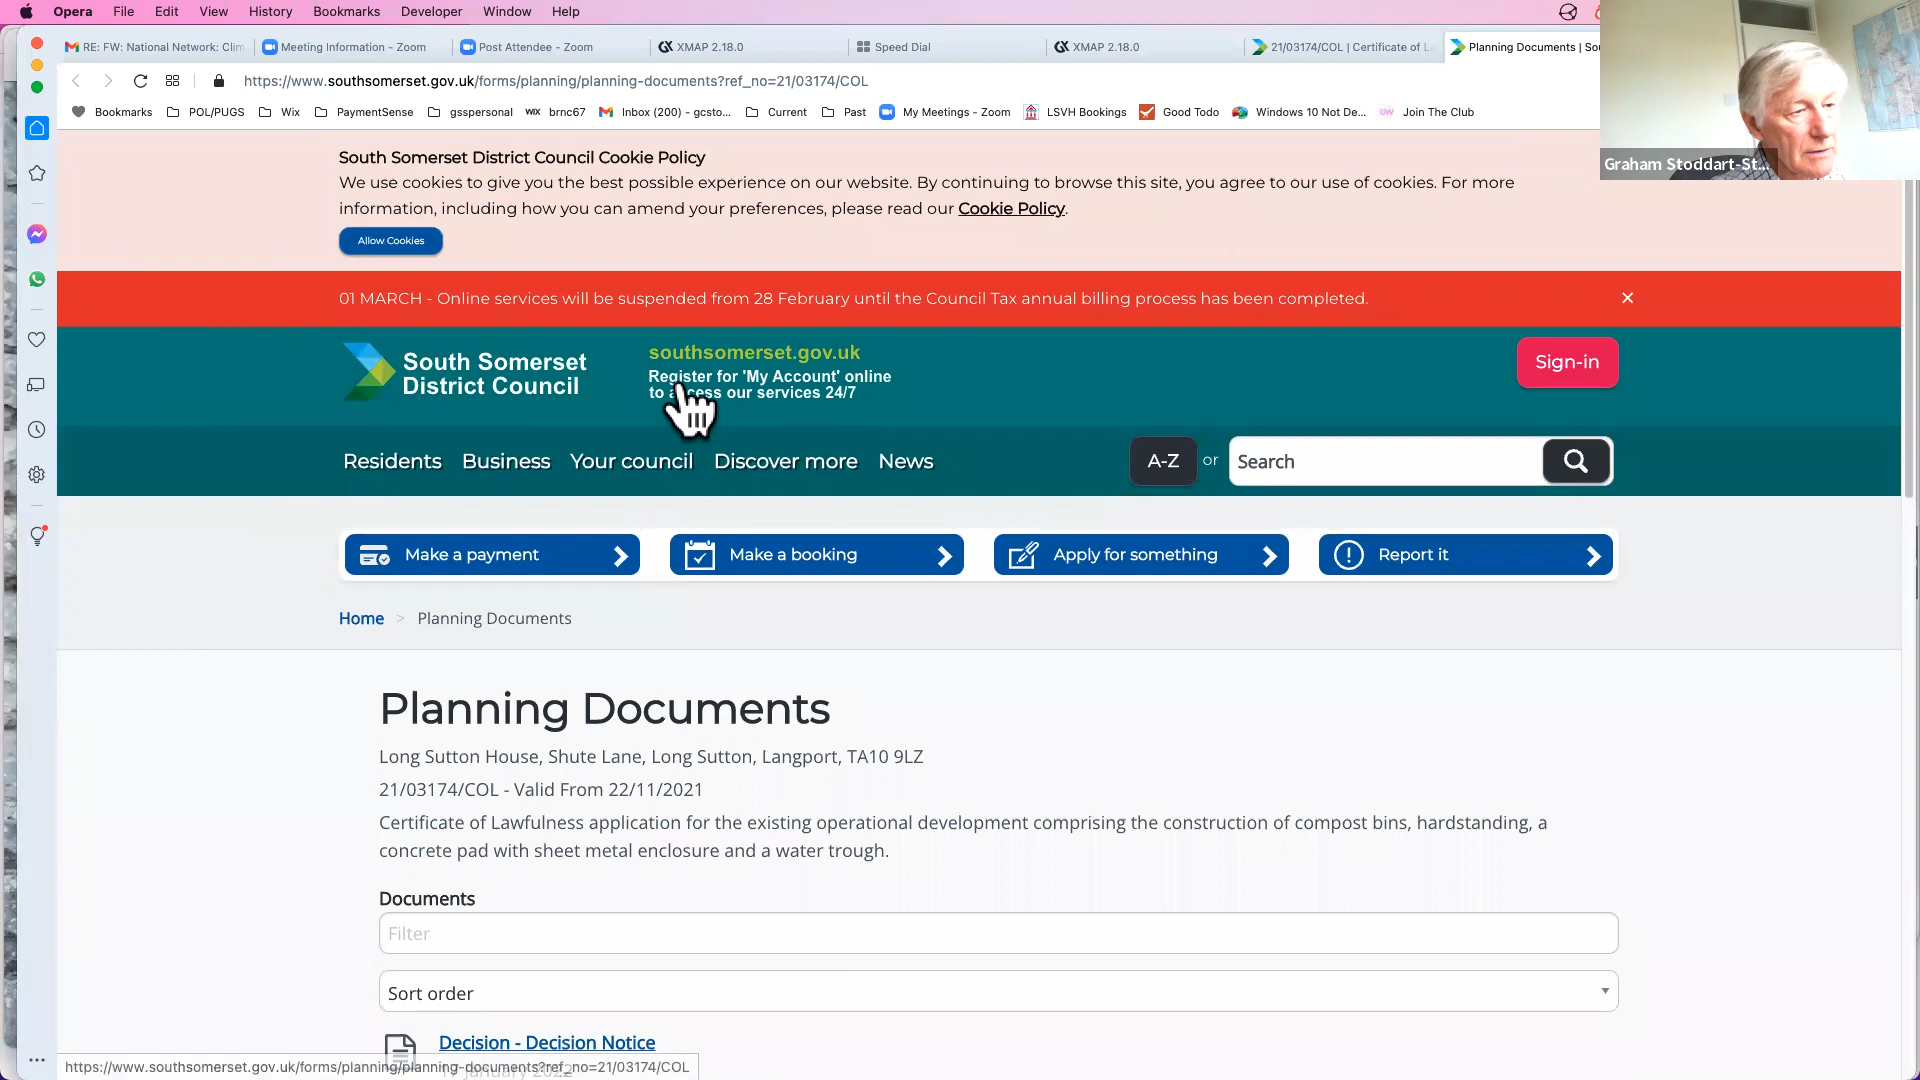 Opera File Edit View History Bookmarks Developer Window Help
RE: FW: National Network: Clim
Meeting Information - Zoom
Post Attendee - Zoom
XMAP 2.18.0
Speed Dial
XMAP 2.18.0
21/03174/COL | Certificate of L
Planning Documents | Sou
https://www.southsomerset.gov.uk/forms/planning/planning-documents?ref_no=21/03174/COL
Bookmarks POL/PUGS Wix PaymentSense gsspersonal WIX brnc67 Inbox (200) - gcsto... Current Past My Meetings - Zoom LSVH Bookings Good Todo Windows 10 Not De... Join The Club
Graham Stoddart-St...
South Somerset District Council Cookie Policy
We use cookies to give you the best possible experience on our website. By continuing to browse this site, you agree to our use of cookies. For more
information, including how you can amend your preferences, please read our Cookie Policy.
Allow Cookies
01 MARCH - Online services will be suspended from 28 February until the Council Tax annual billing process has been completed.
South Somerset
District Council
southsomerset.gov.uk
Register for 'My Account' online
to access our services 24/7
Sign-in
Residents Business Your council Discover more News
A-Z or Search
Make a payment
Make a booking
Apply for something
Report it
Home > Planning Documents
Planning Documents
Long Sutton House, Shute Lane, Long Sutton, Langport, TA10 9LZ
21/03174/COL - Valid From 22/11/2021
Certificate of Lawfulness application for the existing operational development comprising the construction of compost bins, hardstanding, a
concrete pad with sheet metal enclosure and a water trough.
Documents
Filter
Sort order
Decision - Decision Notice
https://www.southsomerset.gov.uk/forms/planning/planning-documents?ref_no=21/03174/COL
January 2022